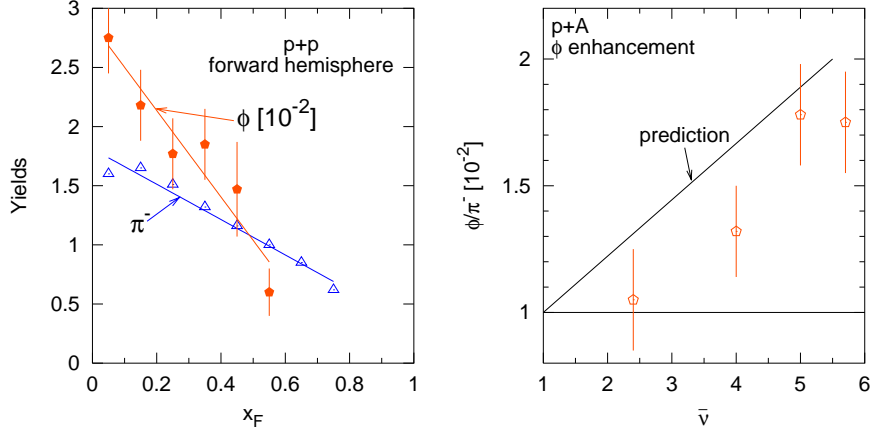 3
2.5
2
1.5
1
0.5
0
Yields
p+p
forward hemisphere
ϕ [10⁻²]
π⁻
0 0.2 0.4 0.6 0.8 1
x_F
2
1.5
1
ϕ/π⁻ [10⁻²]
p+A
ϕ enhancement
prediction
1 2 3 4 5 6
ν̄